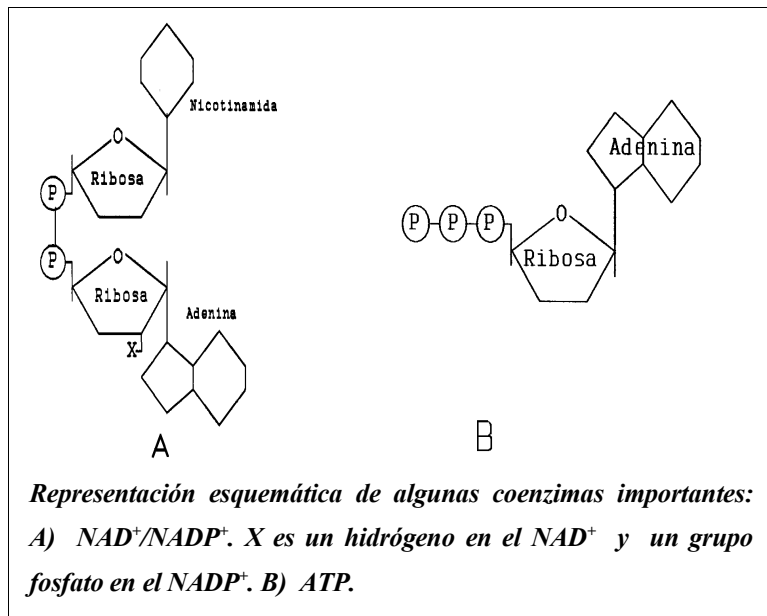 Nicotinamida
O
Ribosa
P
P
O
Ribosa
X
Adenina
A
Adenina
O
P P P
Ribosa
B
Representación esquemática de algunas coenzimas importantes:
A) NAD⁺/NADP⁺. X es un hidrógeno en el NAD⁺ y un grupo
fosfato en el NADP⁺. B) ATP.